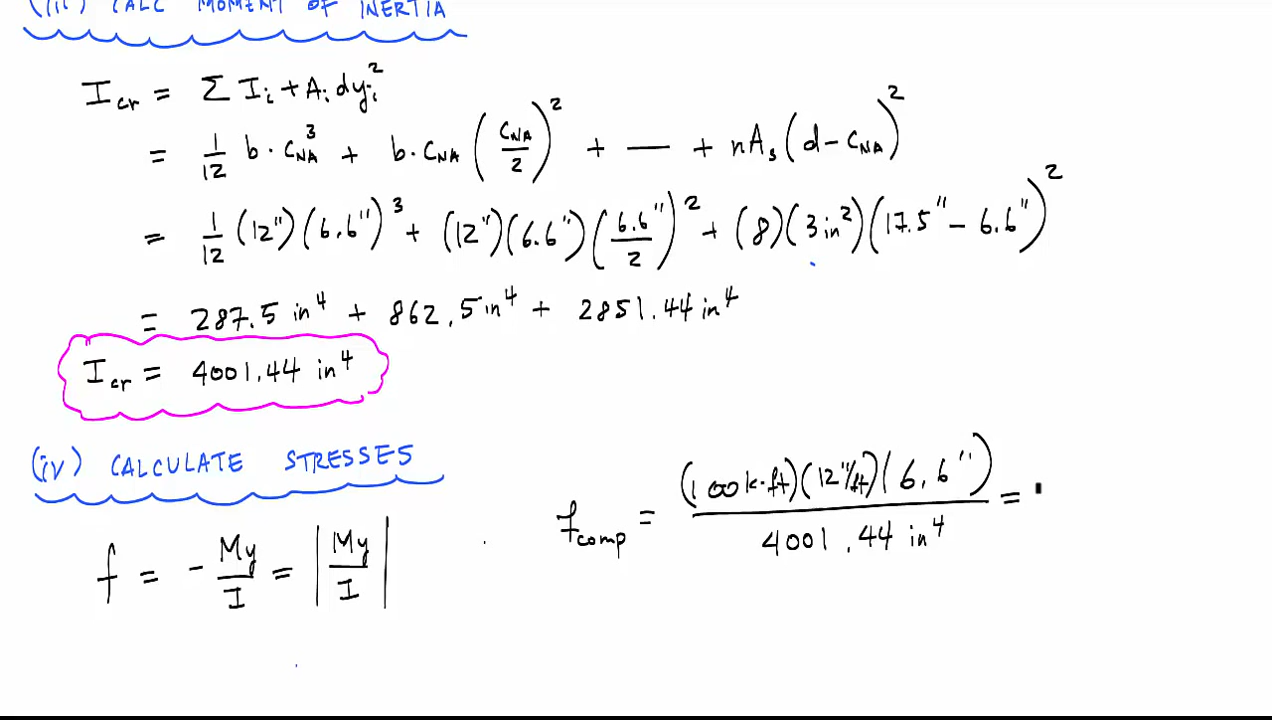 (iii) CALC MOMENT OF INERTIA
I_cr = Σ I_i + A_i dy_i^2
= 1/12 b · c_NA^3 + b · c_NA (c_NA/2)^2 + — + nA_s (d - c_NA)^2
= 1/12 (12") (6.6")^3 + (12")(6.6") (6.6"/2)^2 + (8)(3 in^2)(17.5" - 6.6")^2
= 287.5 in^4 + 862.5 in^4 + 2851.44 in^4
I_cr = 4001.44 in^4
(iv) CALCULATE STRESSES
f = - My/I = |My/I|
f_comp = (100 k·ft)(12"/ft)(6.6") / 4001.44 in^4 =